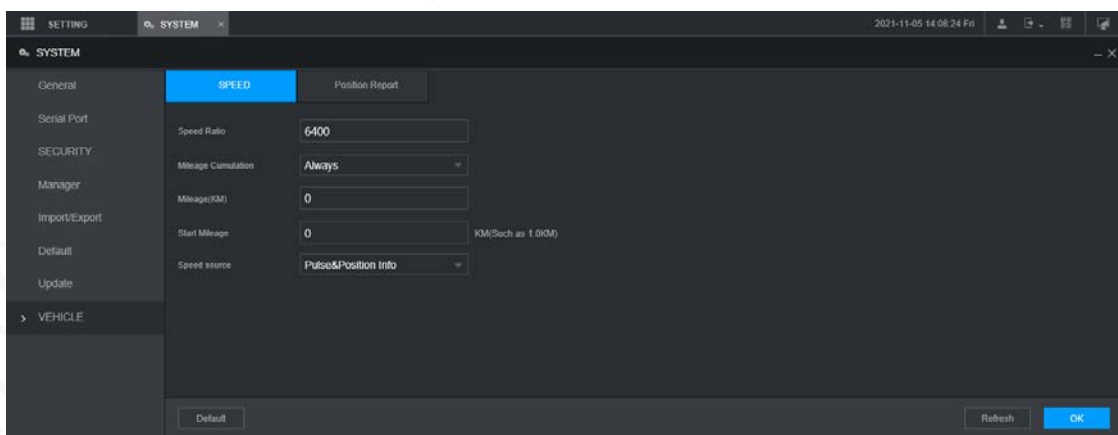 SETTING SYSTEM × 2021-11-05 14:08:24 Fri
SYSTEM
General
Serial Port
SECURITY
Manager
Import/Export
Default
Update
VEHICLE
SPEED Position Report
Speed Ratio 6400
Mileage Cumulation Always
Mileage(KM) 0
Start Mileage 0 KM(Such as 1.0KM)
Speed source Pulse&Position Info
Default Refresh OK